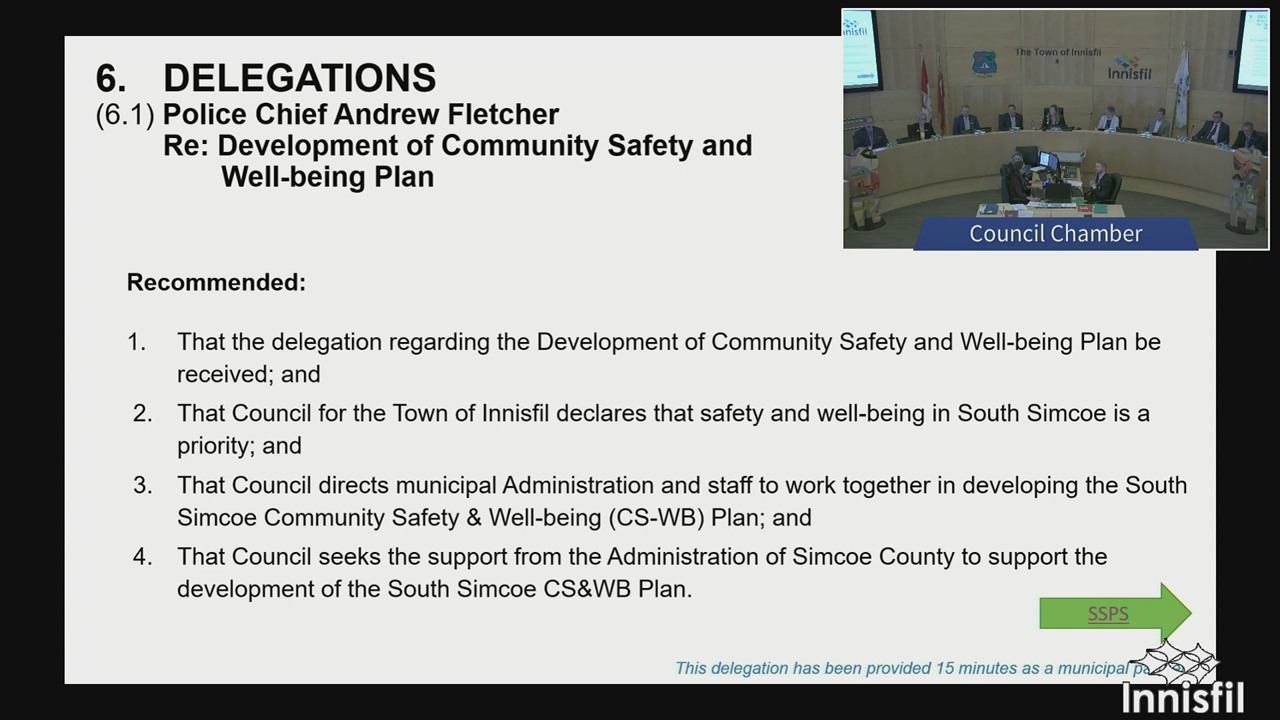 6. DELEGATIONS
(6.1) Police Chief Andrew Fletcher
Re: Development of Community Safety and
Well-being Plan
The Town of Innisfil
Innisfil
Council Chamber
Recommended:
1. That the delegation regarding the Development of Community Safety and Well-being Plan be
received; and
2. That Council for the Town of Innisfil declares that safety and well-being in South Simcoe is a
priority; and
3. That Council directs municipal Administration and staff to work together in developing the South
Simcoe Community Safety & Well-being (CS-WB) Plan; and
4. That Council seeks the support from the Administration of Simcoe County to support the
development of the South Simcoe CS&WB Plan.
SSPS
This delegation has been provided 15 minutes as a municipal
Innisfil